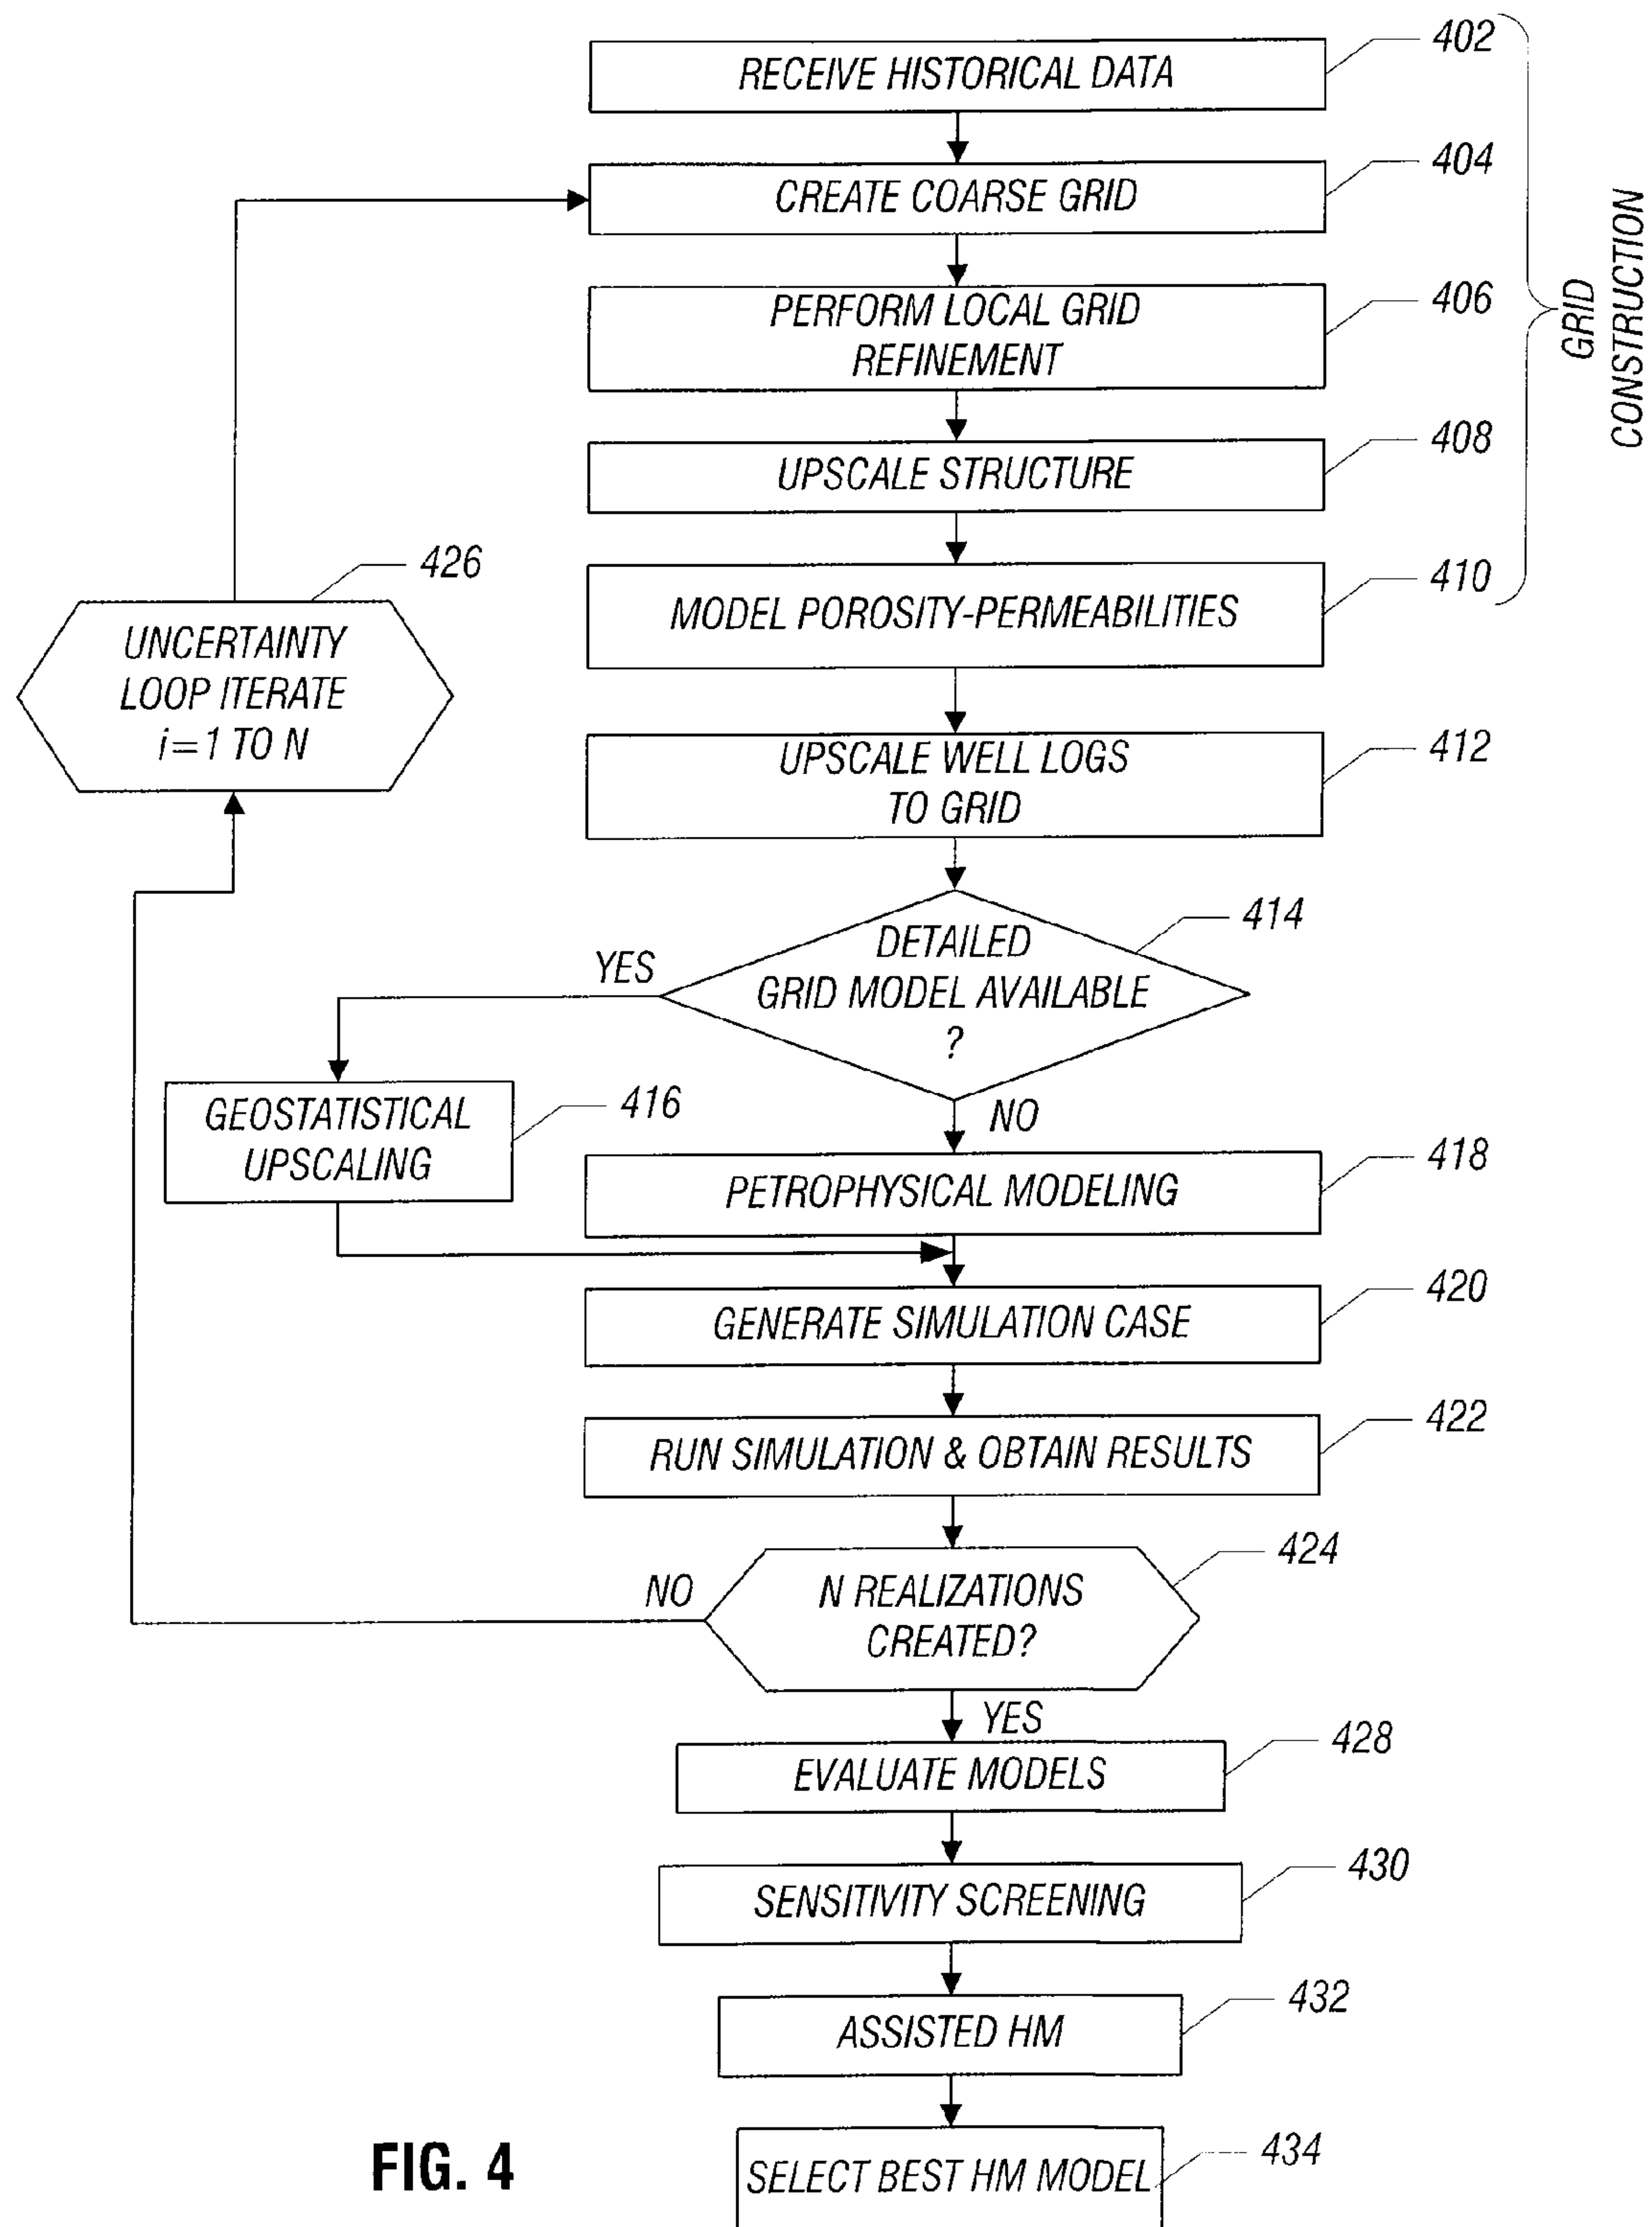 RECEIVE HISTORICAL DATA
402
CREATE COARSE GRID
404
PERFORM LOCAL GRID
REFINEMENT
406
UPSCALE STRUCTURE
408
MODEL POROSITY-PERMEABILITIES
410
GRID
CONSTRUCTION
426
UNCERTAINTY
LOOP ITERATE
i=1 TO N
UPSCALE WELL LOGS
TO GRID
412
DETAILED
GRID MODEL AVAILABLE
?
414
YES
NO
GEOSTATISTICAL
UPSCALING
416
PETROPHYSICAL MODELING
418
GENERATE SIMULATION CASE
420
RUN SIMULATION & OBTAIN RESULTS
422
N REALIZATIONS
CREATED?
424
NO
YES
EVALUATE MODELS
428
SENSITIVITY SCREENING
430
ASSISTED HM
432
SELECT BEST HM MODEL
434
FIG. 4